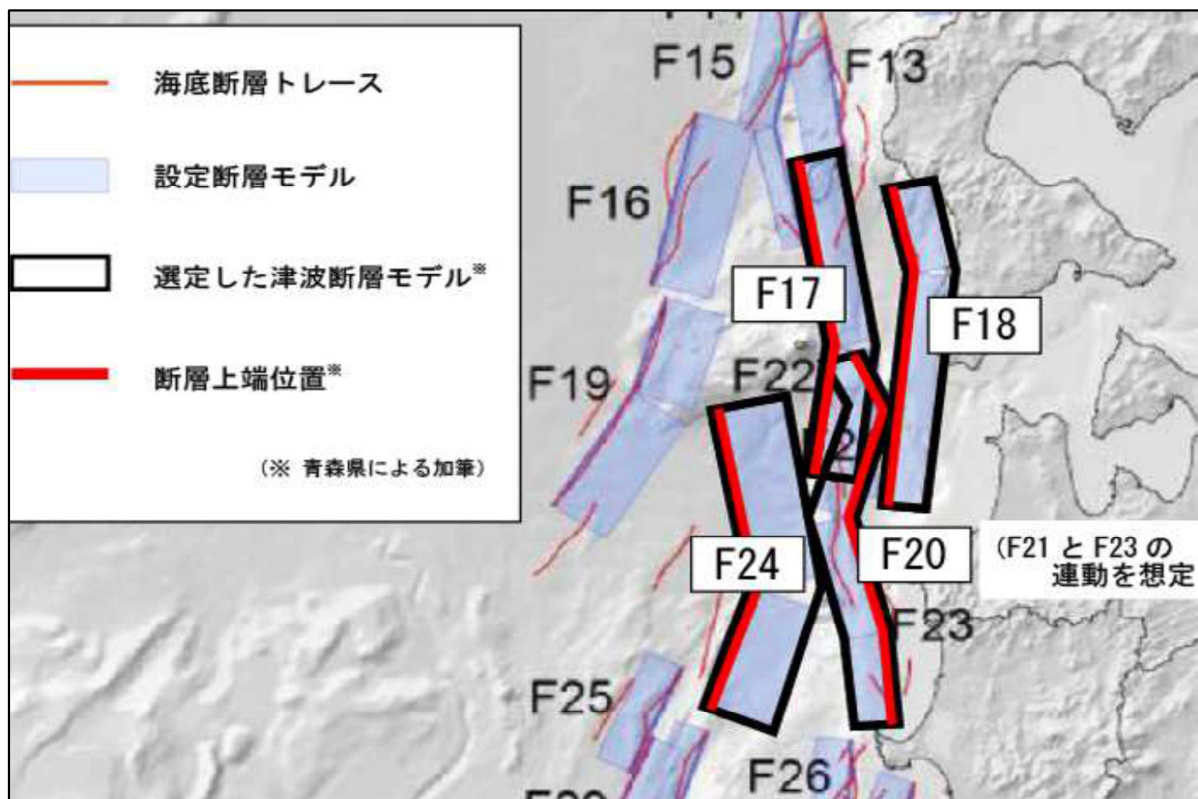 海底断層トレース
設定断層モデル
選定した津波断層モデル※
断層上端位置※
(※ 青森県による加筆)
F15
F13
F16
F17
F18
F22
F19
F24
F20
(F21 と F23 の
連動を想定
F23
F25
F26